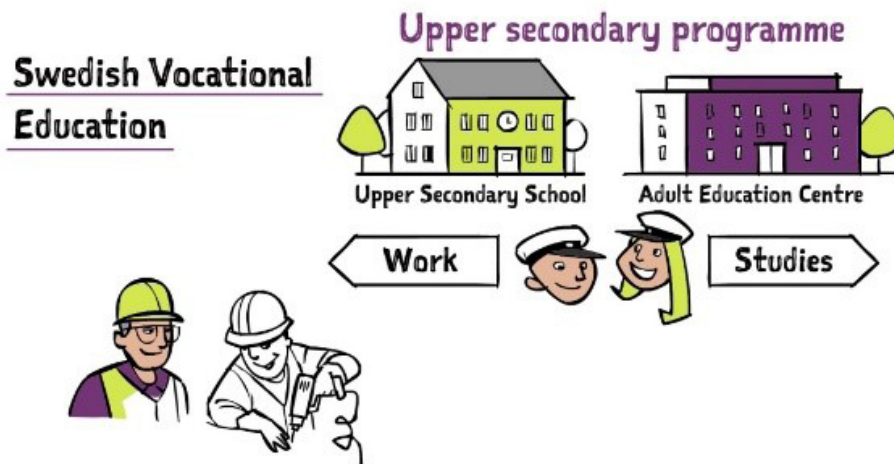 Upper secondary programme
Swedish Vocational
Education
Upper Secondary School
Adult Education Centre
Work
Studies